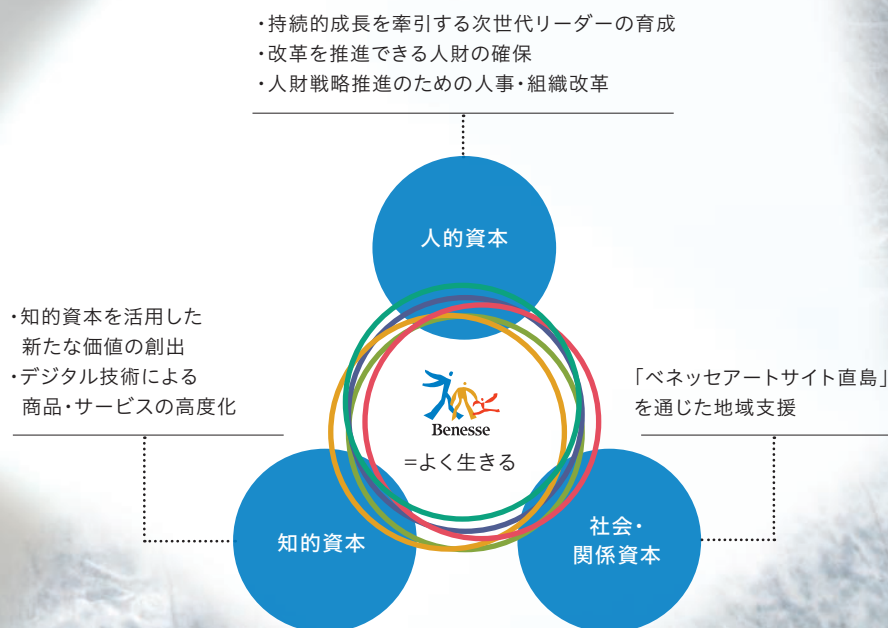 ・持続的成長を牽引する次世代リーダーの育成
・改革を推進できる人財の確保
・人財戦略推進のための人事・組織改革
人的資本
・知的資本を活用した
新たな価値の創出
・デジタル技術による
商品・サービスの高度化
「ベネッセアートサイト直島」
を通じた地域支援
Benesse
=よく生きる
知的資本
社会・
関係資本